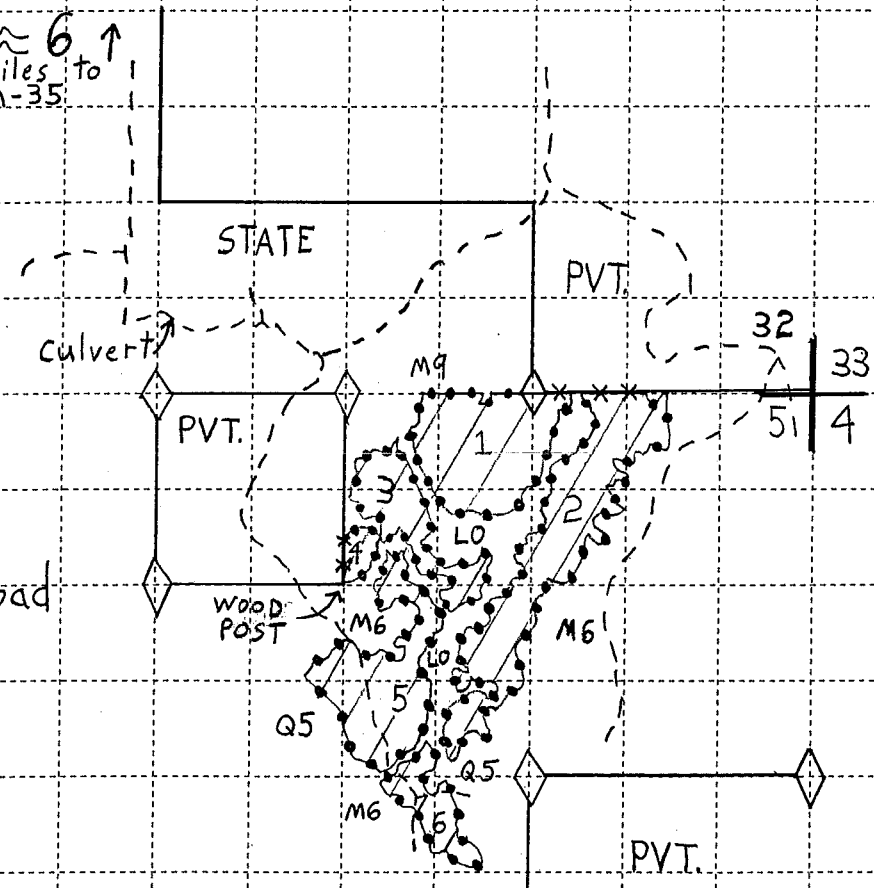 ≈ 6 ↑
iles to
-35
STATE
PVT.
32
33
5
4
Culvert
M9
PVT.
1
3
2
LO
4
oad
WOOD
POST
M6
M6
LO
5
Q5
Q5
M6
6
PVT.